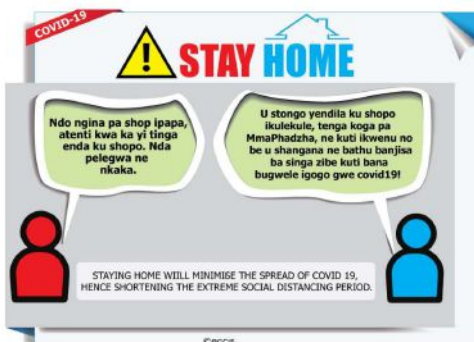 COVID-19
STAY HOME
Ndo ngina pa shop ipapa,
atenti kwa ka yi tinga
enda ku shopo. Nda
pelegwa ne
nkaka.
U stongo yendila ku shopo
ikulekule, tenga koga pa
MmaPhadzha, ne kuti ikwenu no
be u shangana ne bathu banjisa
ba singa zibe kuti bana
bugwele igogo gwe covid19!
STAYING HOME WIILL MINIMISE THE SPREAD OF COVID 19,
HENCE SHORTENING THE EXTREME SOCIAL DISTANCING PERIOD.